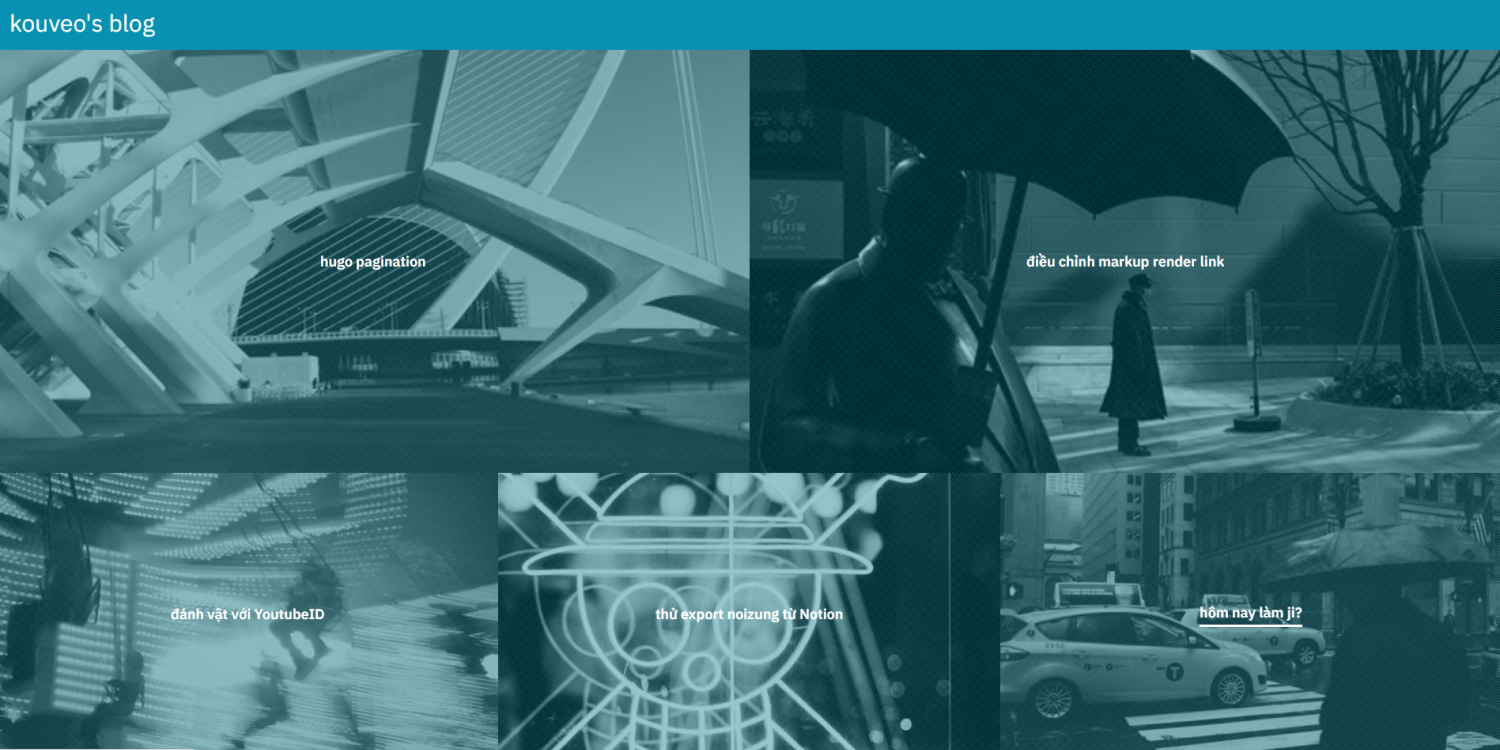 kouveo's blog
hugo pagination
điều chỉnh markup render link
đánh vật với YoutubeID
thử export noizung từ Notion
hôm nay làm ji?